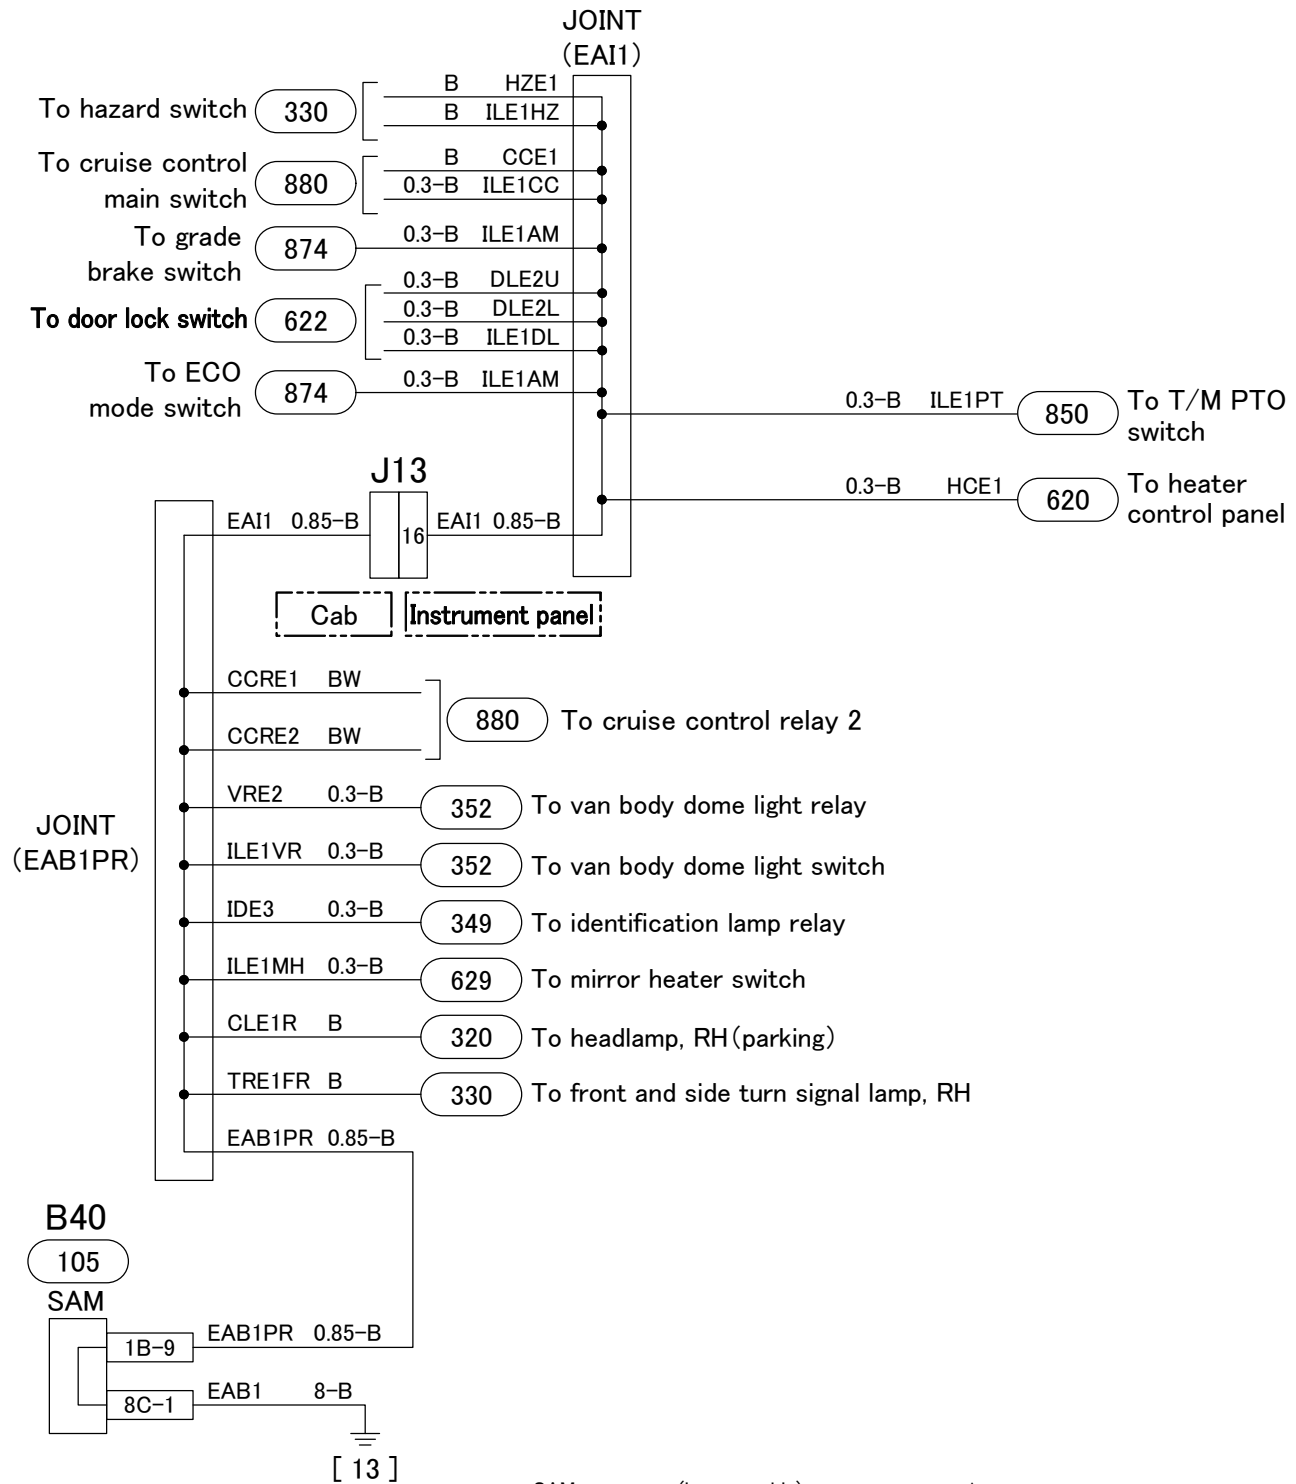 JOINT
(EAI1)
To hazard switch
330
B HZE1
B ILE1HZ
To cruise control
main switch
880
B CCE1
0.3-B ILE1CC
To grade
brake switch
874
0.3-B ILE1AM
To door lock switch
622
0.3-B DLE2U
0.3-B DLE2L
0.3-B ILE1DL
To ECO
mode switch
874
0.3-B ILE1AM
0.3-B ILE1PT
850
To T/M PTO
switch
0.3-B HCE1
620
To heater
control panel
J13
EAI1 0.85-B
16
EAI1 0.85-B
Cab
Instrument panel
JOINT
(EAB1PR)
CCRE1 BW
CCRE2 BW
880
To cruise control relay 2
VRE2 0.3-B
352
To van body dome light relay
ILE1VR 0.3-B
352
To van body dome light switch
IDE3 0.3-B
349
To identification lamp relay
ILE1MH 0.3-B
629
To mirror heater switch
CLE1R B
320
To headlamp, RH(parking)
TRE1FR B
330
To front and side turn signal lamp, RH
EAB1PR 0.85-B
B40
105
SAM
1B-9
EAB1PR 0.85-B
8C-1
EAB1 8-B
[ 13 ]